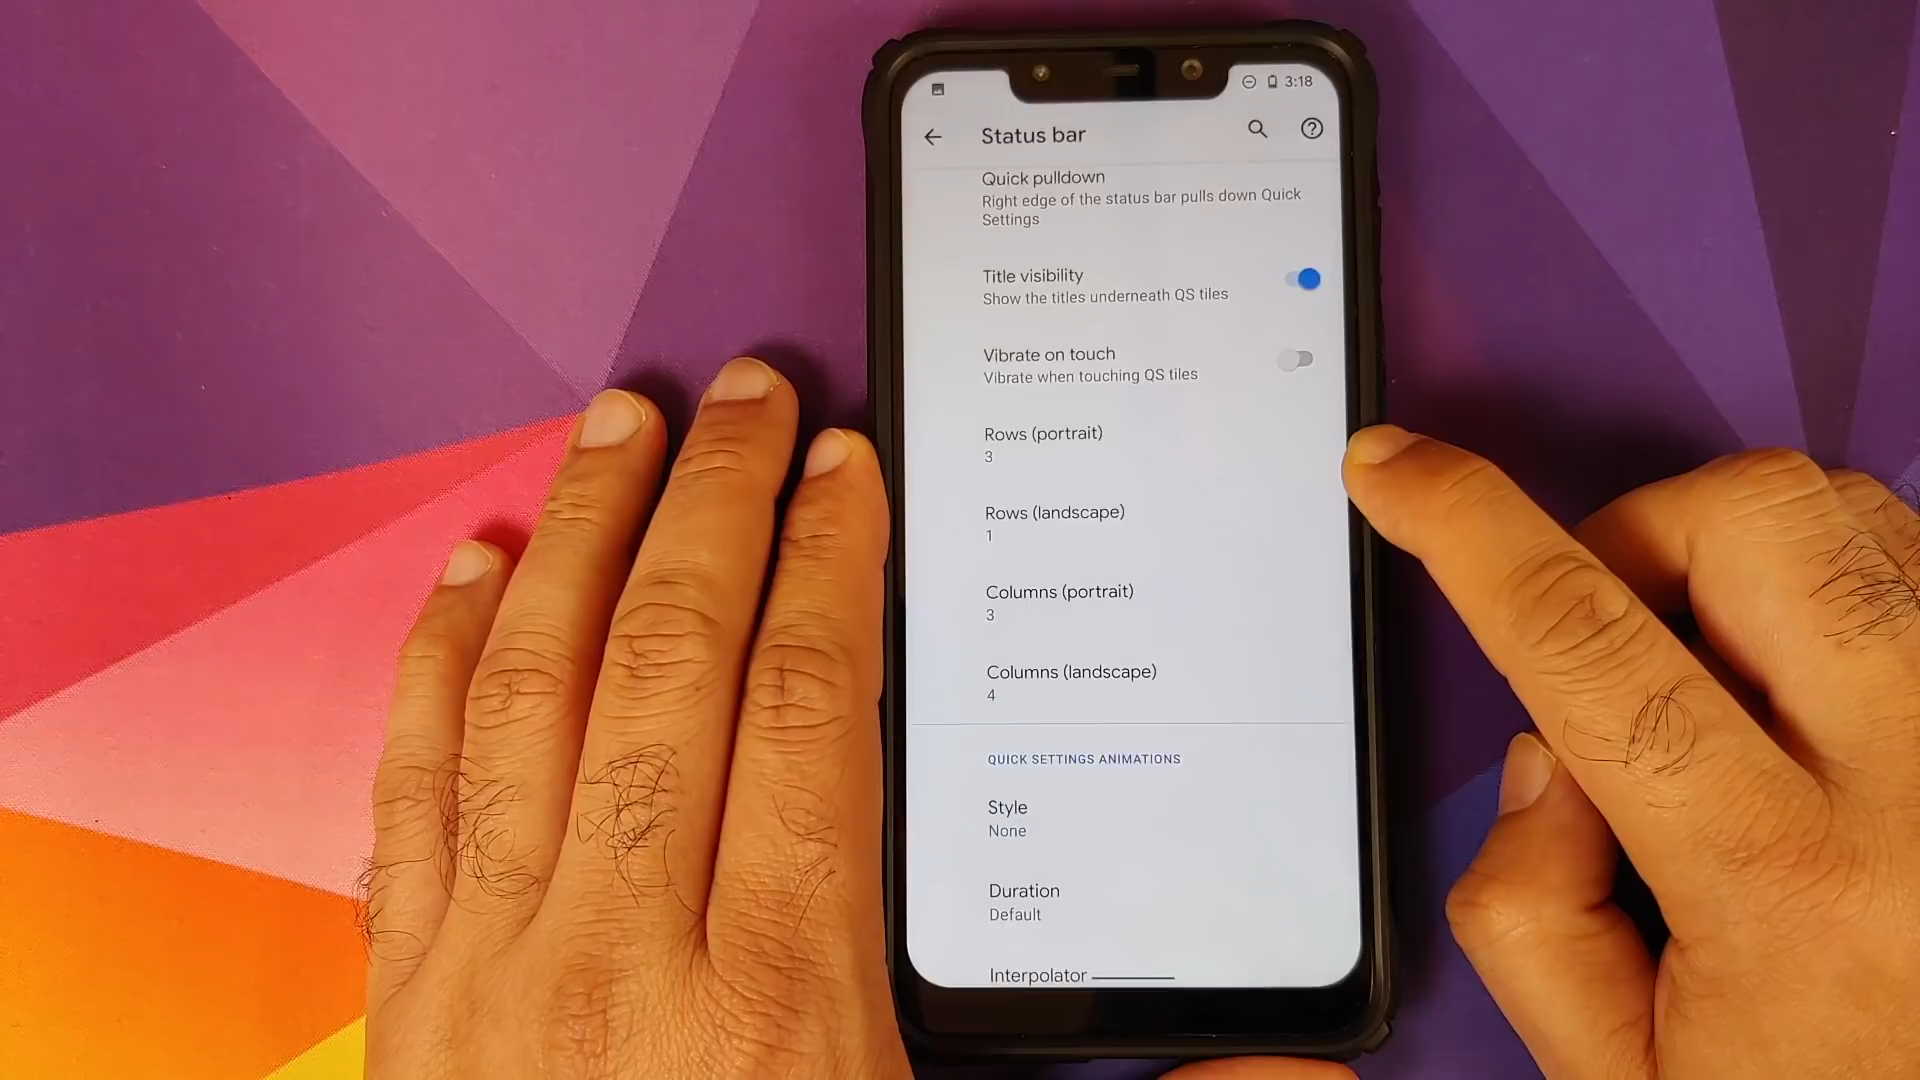 3:18
Status bar
Quick pulldown
Right edge of the status bar pulls down Quick
Settings
Title visibility
Show the titles underneath QS tiles
Vibrate on touch
Vibrate when touching QS tiles
Rows (portrait)
3
Rows (landscape)
1
Columns (portrait)
3
Columns (landscape)
4
QUICK SETTINGS ANIMATIONS
Style
None
Duration
Default
Interpolator